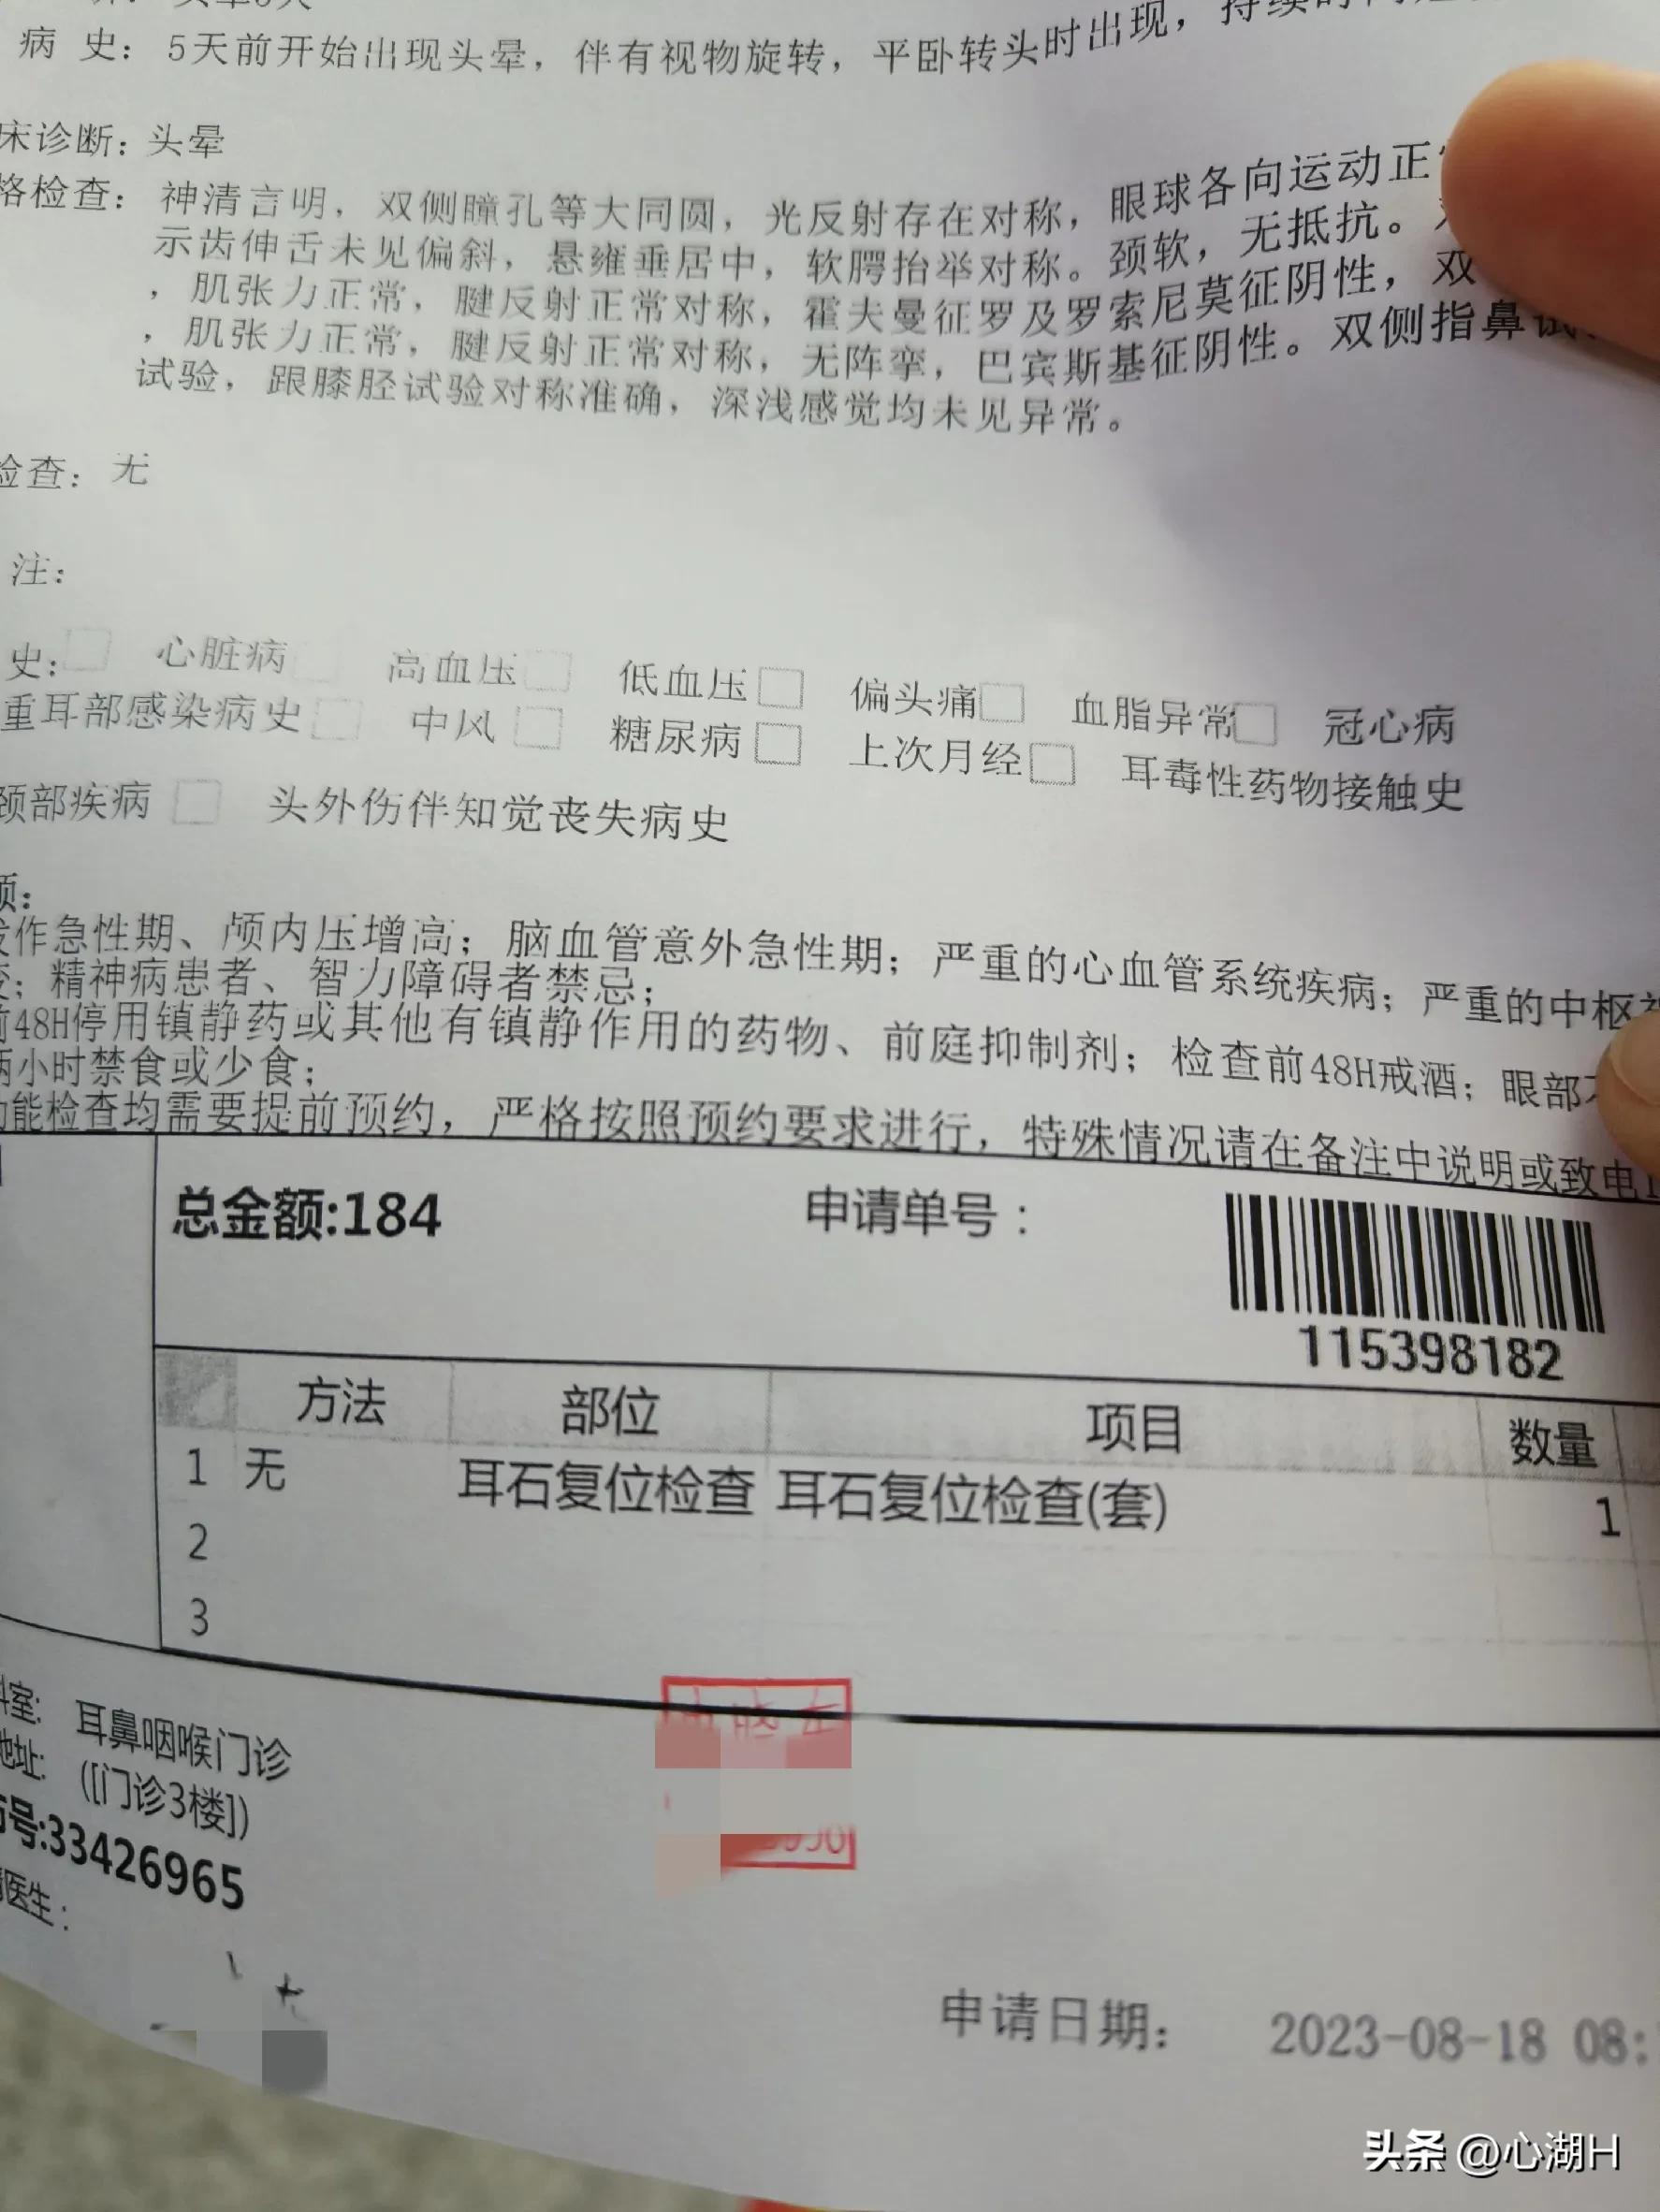 病 史：5天前开始出现头晕，伴有视物旋转，平卧转头时出现，持续时
床诊断：头晕
格检查：神清言明，双侧瞳孔等大同圆，光反射存在对称，眼球各向运动正
示齿伸舌未见偏斜，悬雍垂居中，软腭抬举对称。颈软，无抵抗。
，肌张力正常，腱反射正常对称，霍夫曼征罗及罗索尼莫征阴性，双
，肌张力正常，腱反射正常对称，无阵挛，巴宾斯基征阴性。双侧指鼻试
试验，跟膝胫试验对称准确，深浅感觉均未见异常。
检查：无
注：
史：□ 心脏病□ 高血压□ 低血压□ 偏头痛□ 血脂异常□ 冠心病
重耳部感染病史□ 中风□ 糖尿病□ 上次月经□ 耳毒性药物接触史
颈部疾病□ 头外伤伴知觉丧失病史
项：
发作急性期、颅内压增高；脑血管意外急性期；严重的心血管系统疾病；严重的中枢神
变；精神病患者、智力障碍者禁忌；
前48H停用镇静药或其他有镇静作用的药物、前庭抑制剂；检查前48H戒酒；眼部不
两小时禁食或少食；
功能检查均需要提前预约，严格按照预约要求进行，特殊情况请在备注中说明或致电1
总金额:184 申请单号：
115398182
方法 部位 项目 数量
1 无 耳石复位检查 耳石复位检查(套) 1
2
3
科室: 耳鼻咽喉门诊
地址: ([门诊3楼])
号:33426965
请医生：
申请日期： 2023-08-18 08:
头条 @心湖H